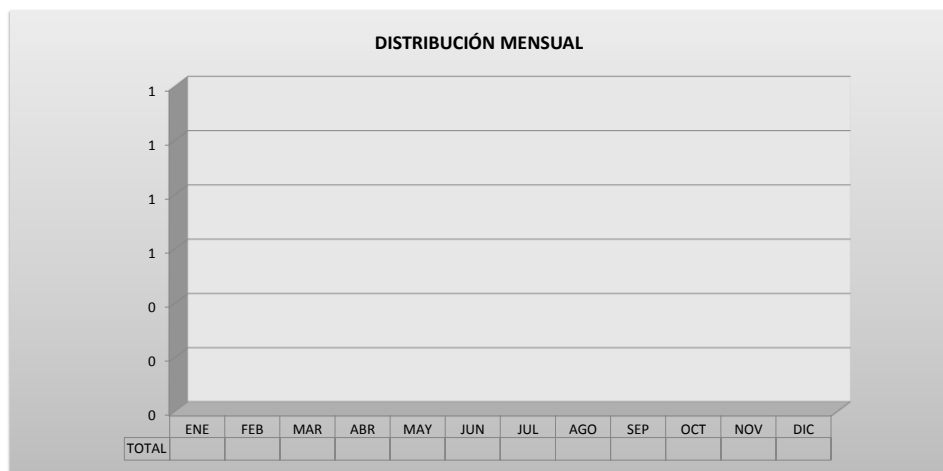 DISTRIBUCIÓN MENSUAL
1
1
1
1
0
0
0
ENE FEB MAR ABR MAY JUN JUL AGO SEP OCT NOV DIC
TOTAL